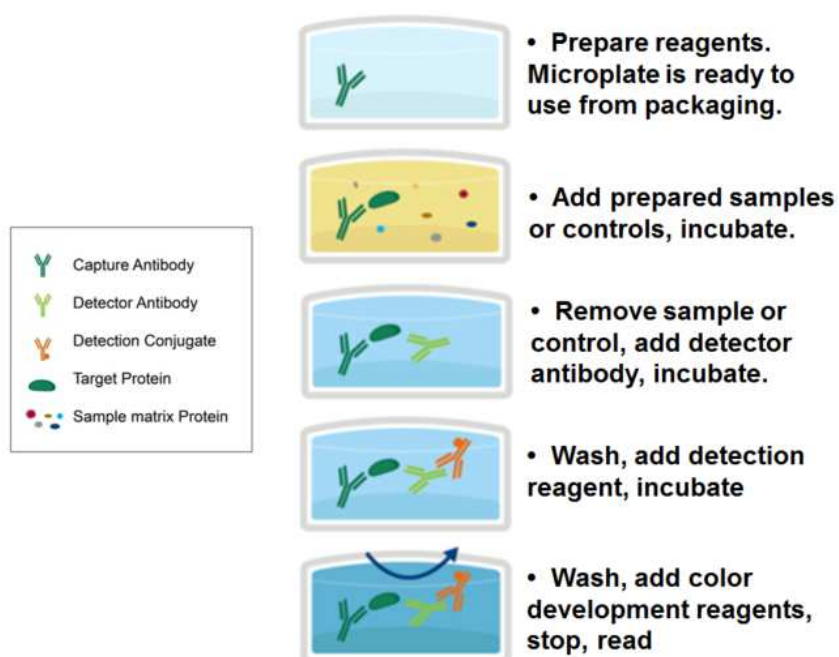 • Prepare reagents.
Microplate is ready to
use from packaging.
• Add prepared samples
or controls, incubate.
Capture Antibody
Detector Antibody
Detection Conjugate
Target Protein
Sample matrix Protein
• Remove sample or
control, add detector
antibody, incubate.
• Wash, add detection
reagent, incubate
• Wash, add color
development reagents,
stop, read